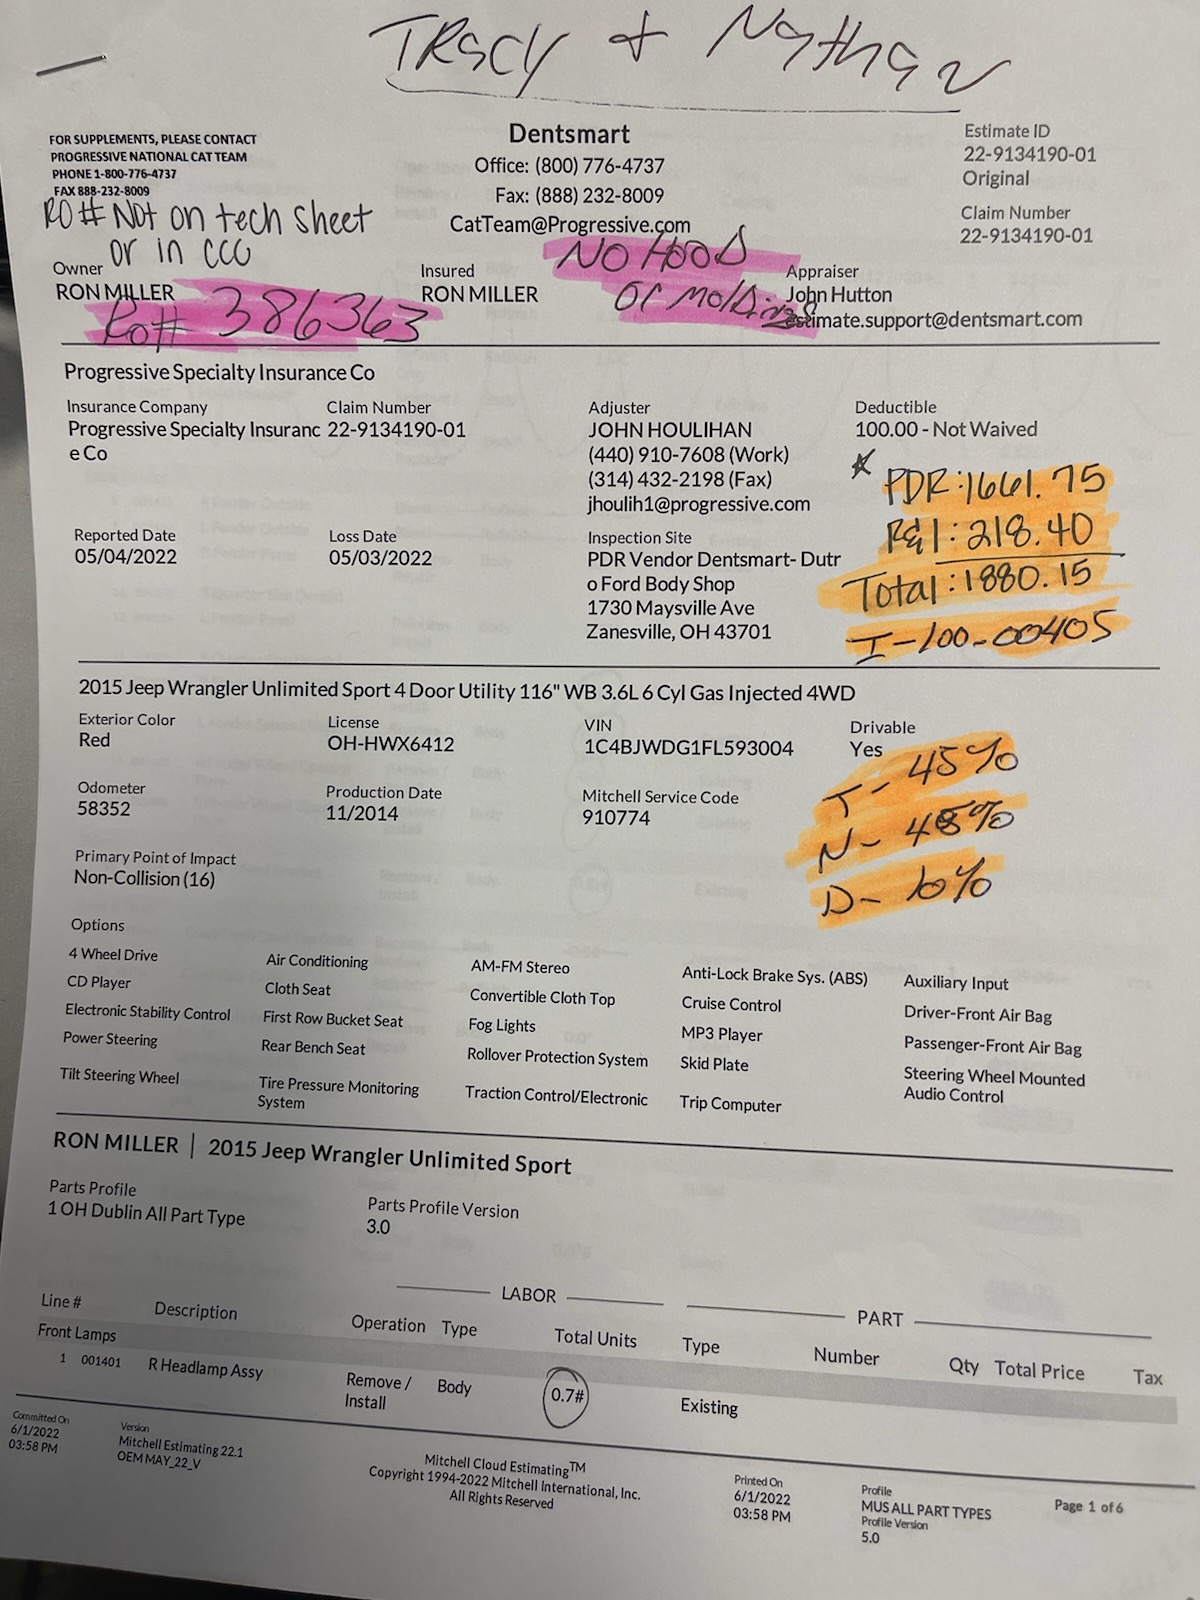 TRacy + Nathan
FOR SUPPLEMENTS, PLEASE CONTACT
PROGRESSIVE NATIONAL CAT TEAM
PHONE 1-800-776-4737
FAX 888-232-8009
RO# Not on tech sheet
or in CCC
Dentsmart
Office: (800) 776-4737
Fax: (888) 232-8009
CatTeam@Progressive.com
Estimate ID
22-9134190-01
Original
Claim Number
22-9134190-01
NO HOOD
or Moldings
Owner
RON MILLER
Ro# 386363
Insured
RON MILLER
Appraiser
John Hutton
estimate.support@dentsmart.com
Progressive Specialty Insurance Co
Insurance Company
Progressive Specialty Insuranc
e Co
Claim Number
22-9134190-01
Adjuster
JOHN HOULIHAN
(440) 910-7608 (Work)
(314) 432-2198 (Fax)
jhoulih1@progressive.com
Deductible
100.00 - Not Waived
PDR: 1661.75
R&I: 218.40
Total: 1880.15
I-100-00405
Reported Date
05/04/2022
Loss Date
05/03/2022
Inspection Site
PDR Vendor Dentsmart- Dutr
o Ford Body Shop
1730 Maysville Ave
Zanesville, OH 43701
2015 Jeep Wrangler Unlimited Sport 4 Door Utility 116" WB 3.6L 6 Cyl Gas Injected 4WD
Exterior Color
Red
License
OH-HWX6412
VIN
1C4BJWDG1FL593004
Drivable
Yes
T- 45%
N- 45%
D- 10%
Odometer
58352
Production Date
11/2014
Mitchell Service Code
910774
Primary Point of Impact
Non-Collision (16)
Options
4 Wheel Drive Air Conditioning AM-FM Stereo Anti-Lock Brake Sys. (ABS) Auxiliary Input
CD Player Cloth Seat Convertible Cloth Top Cruise Control Driver-Front Air Bag
Electronic Stability Control First Row Bucket Seat Fog Lights MP3 Player Passenger-Front Air Bag
Power Steering Rear Bench Seat Rollover Protection System Skid Plate Steering Wheel Mounted
Audio Control
Tilt Steering Wheel Tire Pressure Monitoring
System Traction Control/Electronic Trip Computer
RON MILLER | 2015 Jeep Wrangler Unlimited Sport
Parts Profile
1 OH Dublin All Part Type
Parts Profile Version
3.0
LABOR PART
Line # Description Operation Type Total Units Type Number Qty Total Price Tax
Front Lamps
1 001401 R Headlamp Assy Remove /
Install Body 0.7# Existing
Committed On
6/1/2022
03:58 PM
Version
Mitchell Estimating 22.1
OEM MAY_22_V
Mitchell Cloud Estimating™
Copyright 1994-2022 Mitchell International, Inc.
All Rights Reserved
Printed On
6/1/2022
03:58 PM
Profile
MUS ALL PART TYPES
Profile Version
5.0
Page 1 of 6